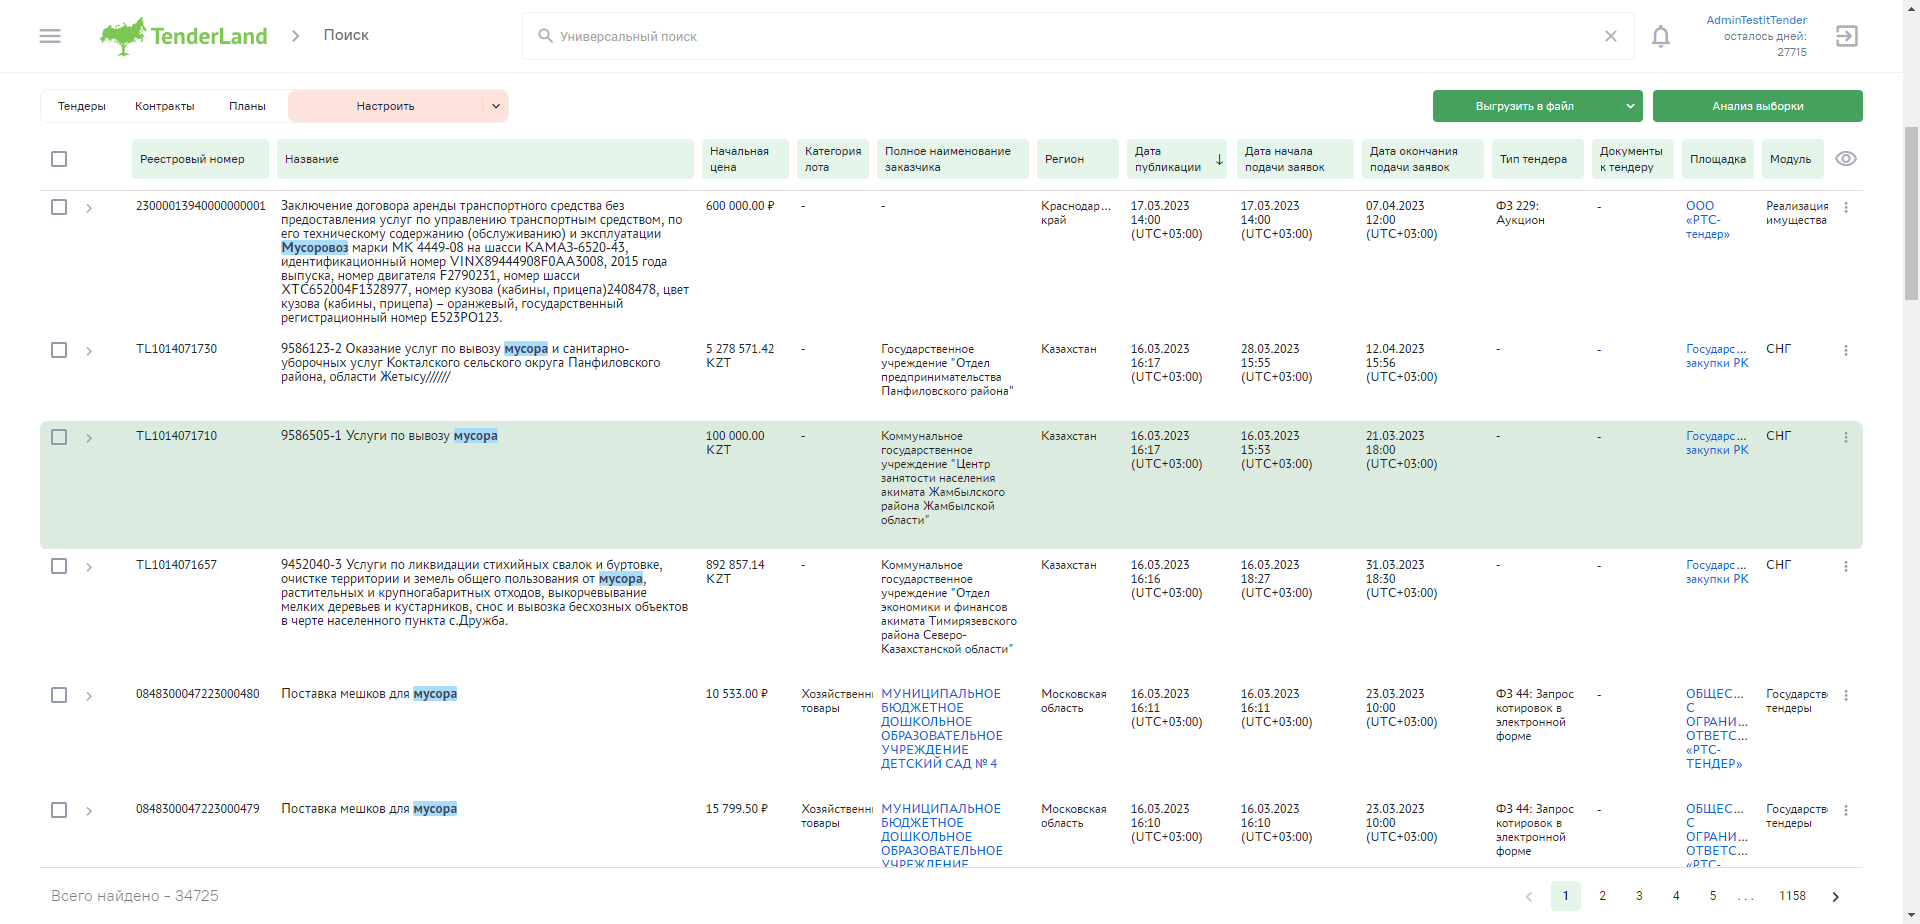 TenderLand
Поиск
Универсальный поиск
AdminTestitTender
осталось дней:
27715
Тендеры Контракты Планы Настроить
Выгрузить в файл Анализ выборки
Реестровый номер
Название
Начальная
цена
Категория
лота
Полное наименование
заказчика
Регион
Дата
публикации
Дата начала
подачи заявок
Дата окончания
подачи заявок
Тип тендера
Документы
к тендеру
Площадка
Модуль
23000013940000000001
Заключение договора аренды транспортного средства без
предоставления услуг по управлению транспортным средством, по
его техническому содержанию (обслуживанию) и эксплуатации
Мусоровоз марки МК 4449-08 на шасси КАМАЗ-6520-43,
идентификационный номер VINX89444908F0AA3008, 2015 года
выпуска, номер двигателя F2790231, номер шасси
XTC652004F1328977, номер кузова (кабины, прицепа)2408478, цвет
кузова (кабины, прицепа) – оранжевый, государственный
регистрационный номер Е523РО123.
600 000.00 ₽
-
-
Краснодар...
край
17.03.2023
14:00
(UTC+03:00)
17.03.2023
14:00
(UTC+03:00)
07.04.2023
12:00
(UTC+03:00)
ФЗ 229:
Аукцион
-
ООО
«РТС-
тендер»
Реализация
имущества
TL1014071730
9586123-2 Оказание услуг по вывозу мусора и санитарно-
уборочных услуг Кокталского сельского округа Панфиловского
района, области Жетысу//////
5 278 571.42
KZT
-
Государственное
учреждение "Отдел
предпринимательства
Панфиловского района"
Казахстан
16.03.2023
16:17
(UTC+03:00)
28.03.2023
15:55
(UTC+03:00)
12.04.2023
15:56
(UTC+03:00)
-
-
Государс...
закупки РК
СНГ
TL1014071710
9586505-1 Услуги по вывозу мусора
100 000.00
KZT
-
Коммунальное
государственное
учреждение "Центр
занятости населения
акимата Жамбылского
района Жамбылской
области"
Казахстан
16.03.2023
16:17
(UTC+03:00)
16.03.2023
15:53
(UTC+03:00)
21.03.2023
18:00
(UTC+03:00)
-
-
Государс...
закупки РК
СНГ
TL1014071657
9452040-3 Услуги по ликвидации стихийных свалок и буртовке,
очистке территории и земель общего пользования от мусора,
растительных и крупногабаритных отходов, выкорчевывание
мелких деревьев и кустарников, снос и вывозка бесхозных объектов
в черте населенного пункта с.Дружба.
892 857.14
KZT
-
Коммунальное
государственное
учреждение "Отдел
экономики и финансов
акимата Тимирязевского
района Северо-
Казахстанской области"
Казахстан
16.03.2023
16:16
(UTC+03:00)
16.03.2023
18:27
(UTC+03:00)
31.03.2023
18:30
(UTC+03:00)
-
-
Государс...
закупки РК
СНГ
0848300047223000480
Поставка мешков для мусора
10 533.00 ₽
Хозяйственн
товары
МУНИЦИПАЛЬНОЕ
БЮДЖЕТНОЕ
ДОШКОЛЬНОЕ
ОБРАЗОВАТЕЛЬНОЕ
УЧРЕЖДЕНИЕ
ДЕТСКИЙ САД № 4
Московская
область
16.03.2023
16:11
(UTC+03:00)
16.03.2023
16:11
(UTC+03:00)
23.03.2023
10:00
(UTC+03:00)
ФЗ 44: Запрос
котировок в
электронной
форме
-
ОБЩЕС...
С
ОГРАНИ...
ОТВЕТС...
«РТС-
ТЕНДЕР»
Государств
тендеры
0848300047223000479
Поставка мешков для мусора
15 799.50 ₽
Хозяйственн
товары
МУНИЦИПАЛЬНОЕ
БЮДЖЕТНОЕ
ДОШКОЛЬНОЕ
ОБРАЗОВАТЕЛЬНОЕ
УЧРЕЖДЕНИЕ
Московская
область
16.03.2023
16:10
(UTC+03:00)
16.03.2023
16:10
(UTC+03:00)
23.03.2023
10:00
(UTC+03:00)
ФЗ 44: Запрос
котировок в
электронной
форме
-
ОБЩЕС...
С
ОГРАНИ...
ОТВЕТС...
«РТС-
Государств
тендеры
Всего найдено - 34725
1 2 3 4 5 ... 1158